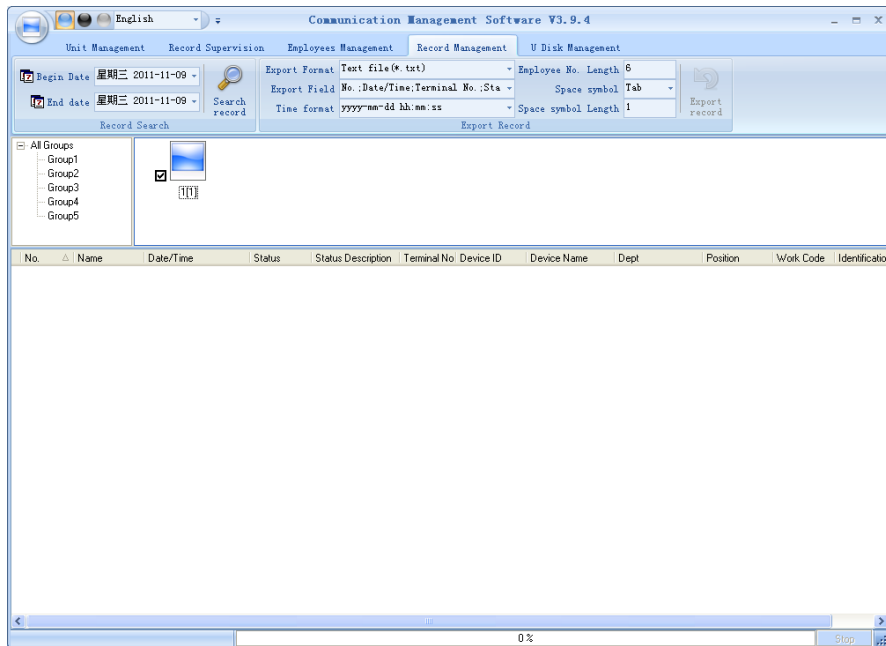 English
Communication Management Software V3.9.4
Unit Management Record Supervision Employees Management Record Management U Disk Management
Begin Date 星期三 2011-11-09
End date 星期三 2011-11-09
Search record
Record Search
Export Format Text file(*.txt) Employee No. Length 6
Export Field No.;Date/Time;Terminal No.;Sta Space symbol Tab
Time format yyyy-mm-dd hh:mm:ss Space symbol Length 1
Export record
Export Record
All Groups
Group1
Group2
Group3
Group4
Group5
1[1]
No. Name Date/Time Status Status Description Terminal No Device ID Device Name Dept Position Work Code Identificatio
0 %
Stop